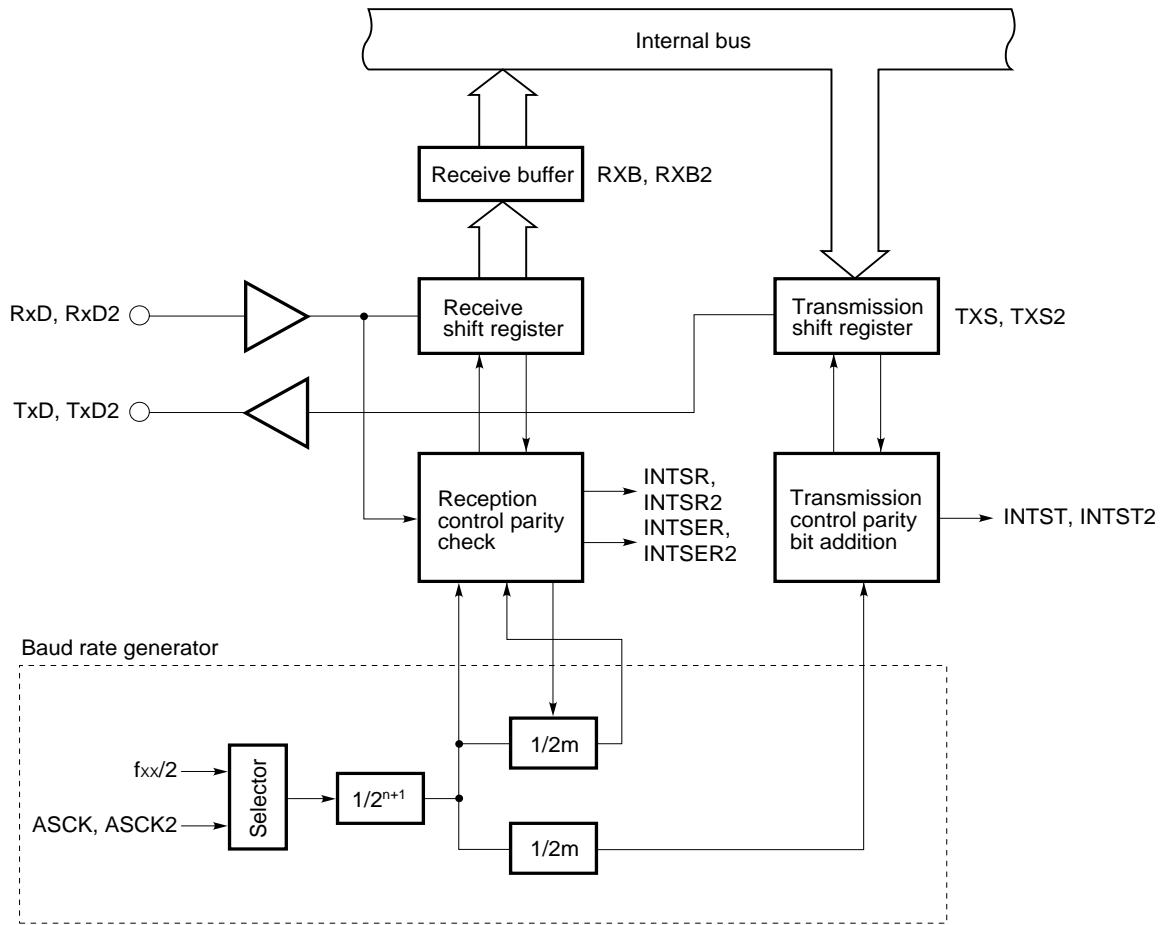 Internal bus
Receive buffer
RXB, RXB2
RxD, RxD2
Receive
shift register
Transmission
shift register
TXS, TXS2
TxD, TxD2
Reception
control parity
check
INTSR,
INTSR2
INTSER,
INTSER2
Transmission
control parity
bit addition
INTST, INTST2
Baud rate generator
fxx/2
ASCK, ASCK2
Selector
1/2ⁿ⁺¹
1/2m
1/2m